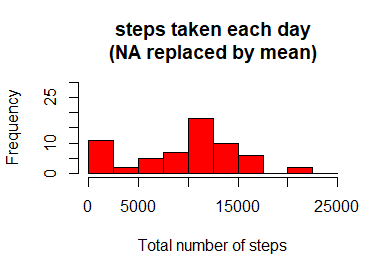 steps taken each day
(NA replaced by mean)
Frequency
0 10 25
0 5000 15000 25000
Total number of steps